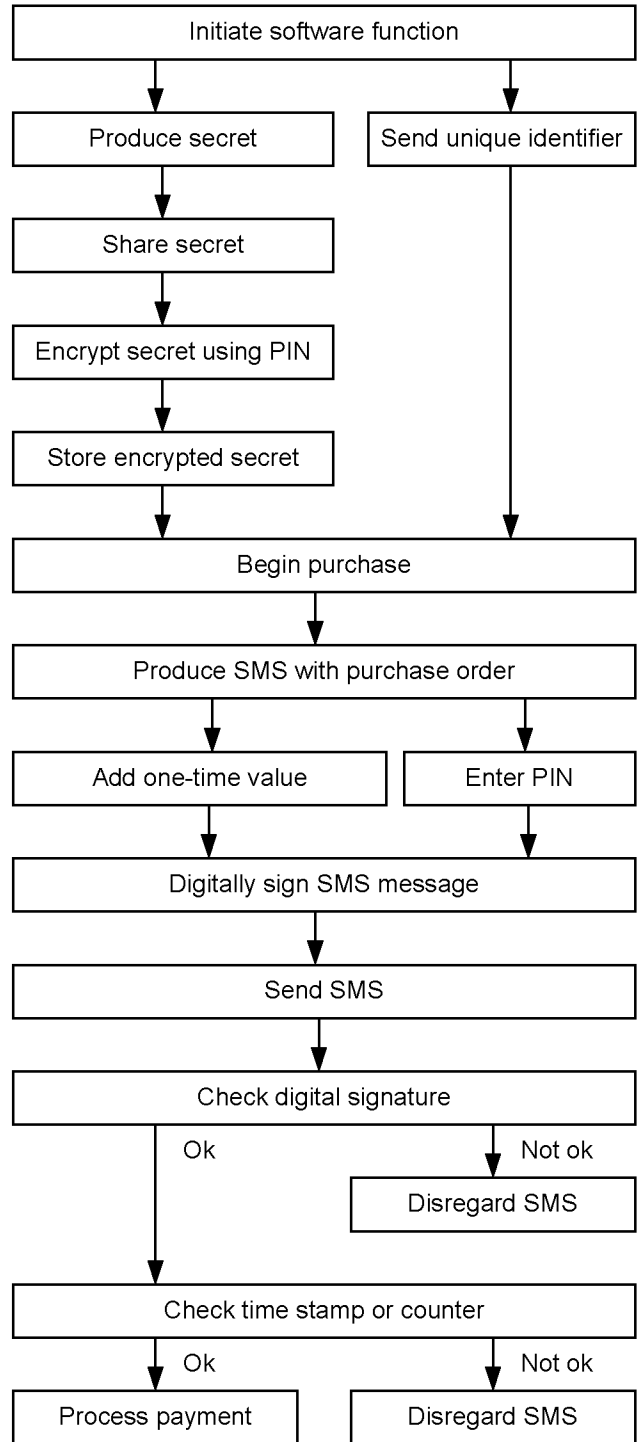 Initiate software function
Produce secret
Send unique identifier
Share secret
Encrypt secret using PIN
Store encrypted secret
Begin purchase
Produce SMS with purchase order
Add one-time value
Enter PIN
Digitally sign SMS message
Send SMS
Check digital signature
Ok
Not ok
Disregard SMS
Check time stamp or counter
Ok
Not ok
Process payment
Disregard SMS